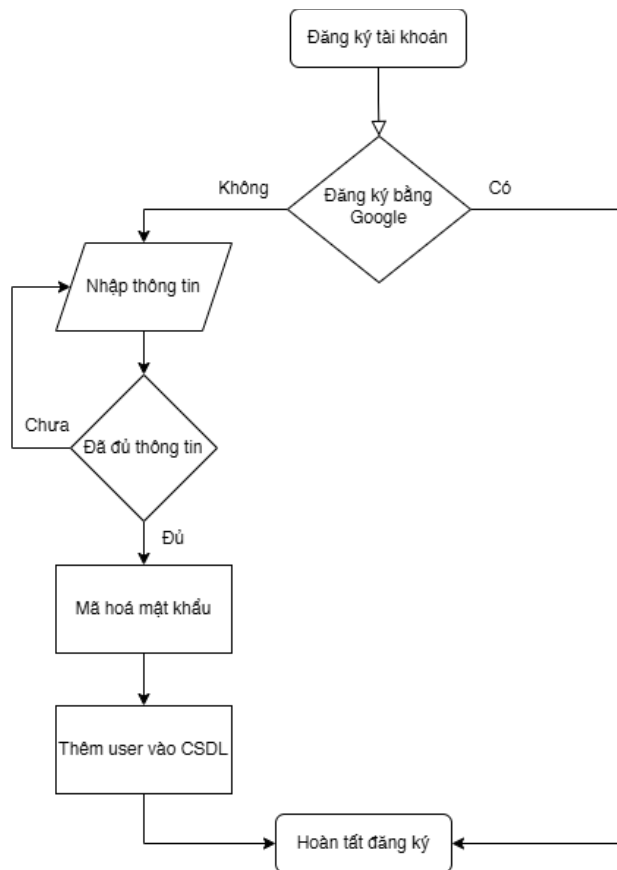 Đăng ký tài khoản
Không
Đăng ký bằng
Google
Có
Nhập thông tin
Chưa
Đã đủ thông tin
Đủ
Mã hoá mật khẩu
Thêm user vào CSDL
Hoàn tất đăng ký